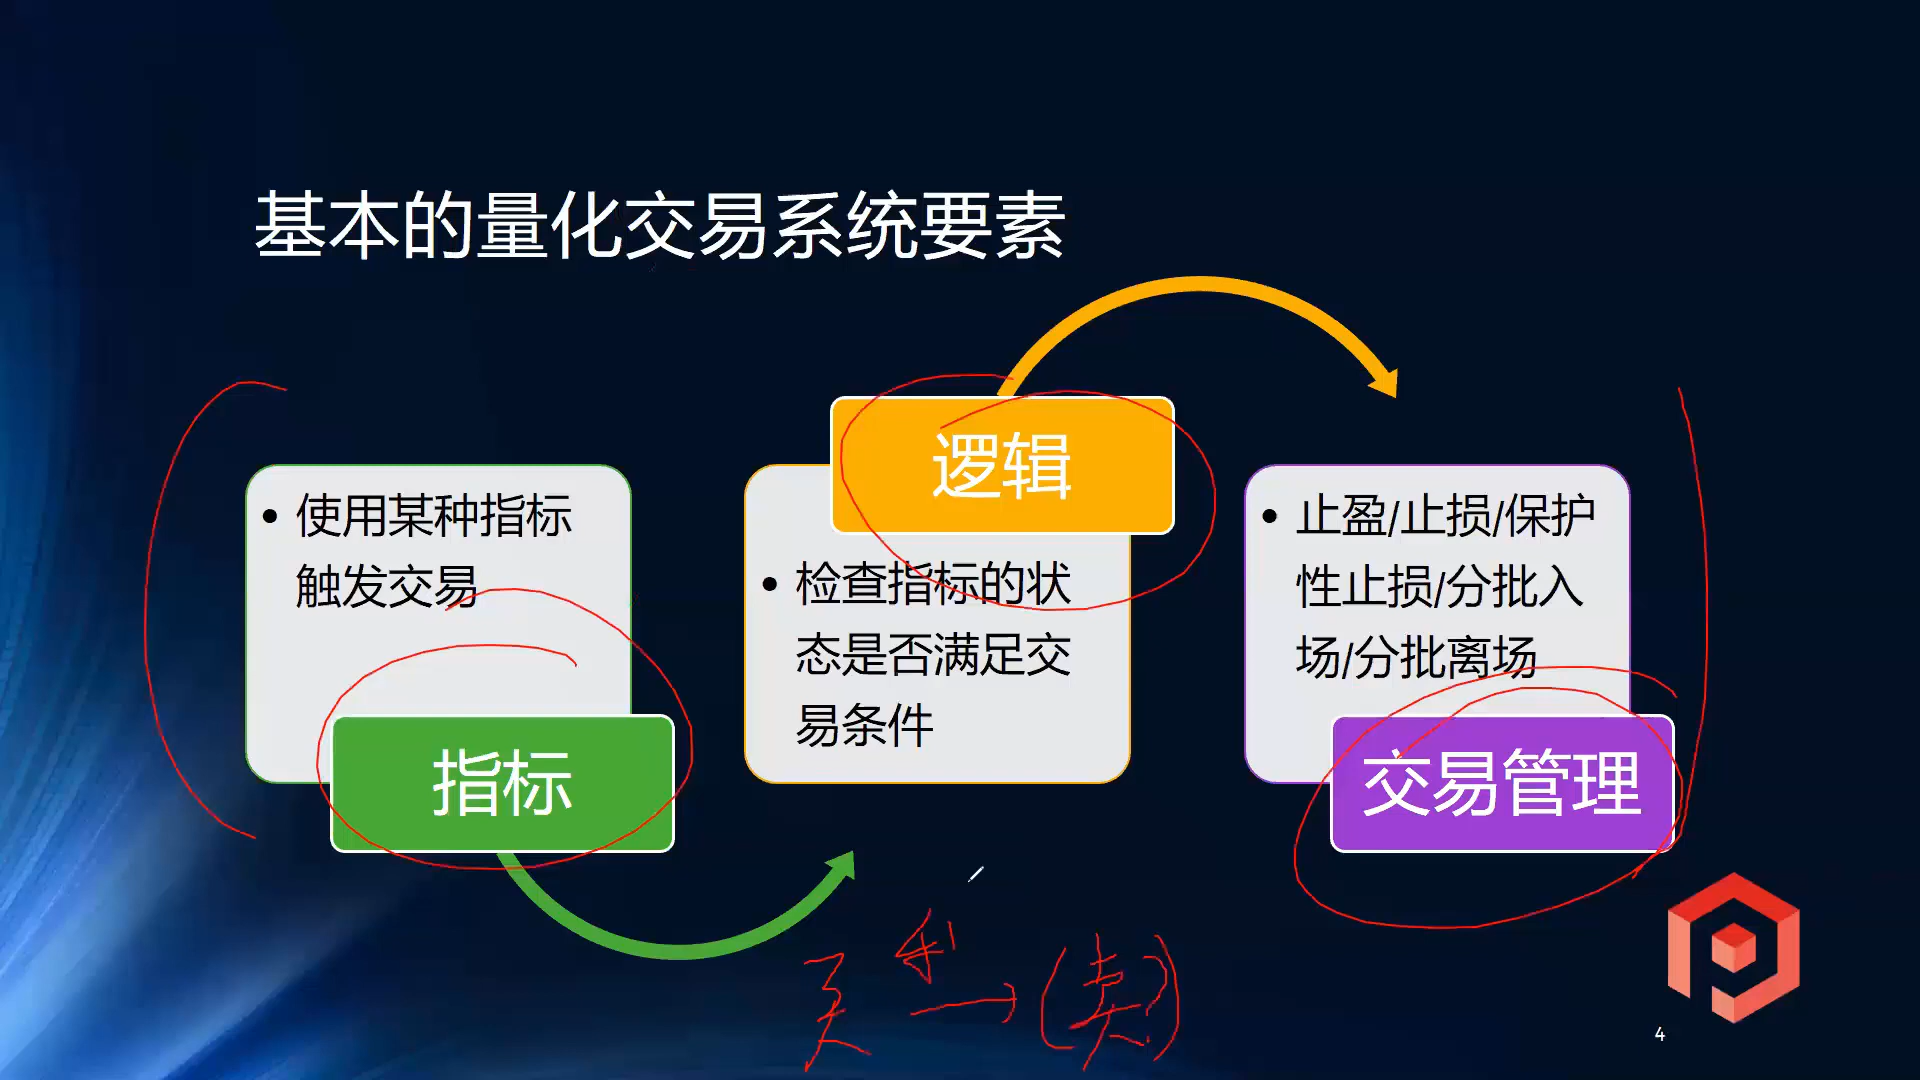 基本的量化交易系统要素
• 使用某种指标
触发交易
指标
逻辑
• 检查指标的状
态是否满足交
易条件
• 止盈/止损/保护
性止损/分批入
场/分批离场
交易管理
4